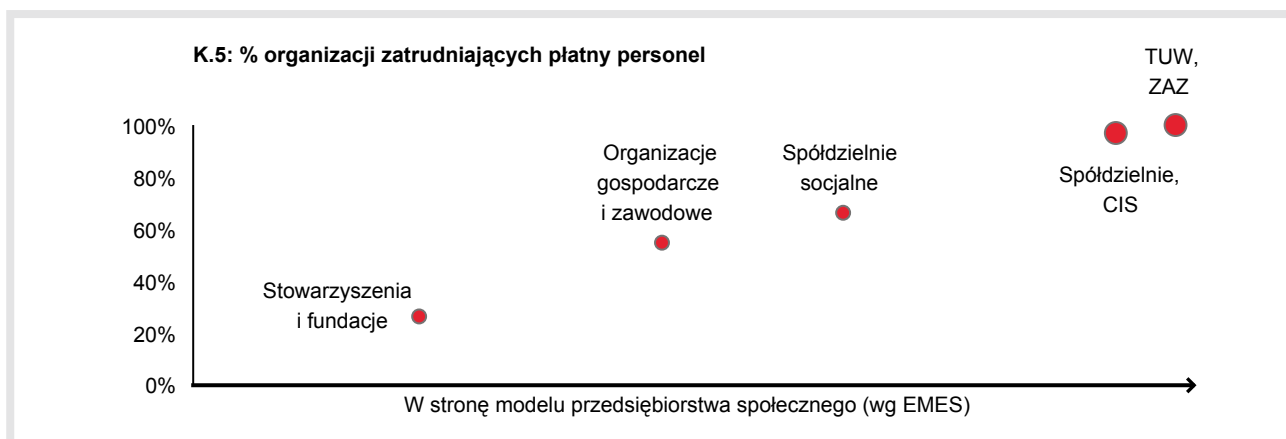 K.5: % organizacji zatrudniających płatny personel
TUW,
ZAZ
100%
80%
60%
40%
20%
0%
Organizacje
gospodarcze
i zawodowe
Spółdzielnie
socjalne
Spółdzielnie,
CIS
Stowarzyszenia
i fundacje
W stronę modelu przedsiębiorstwa społecznego (wg EMES)